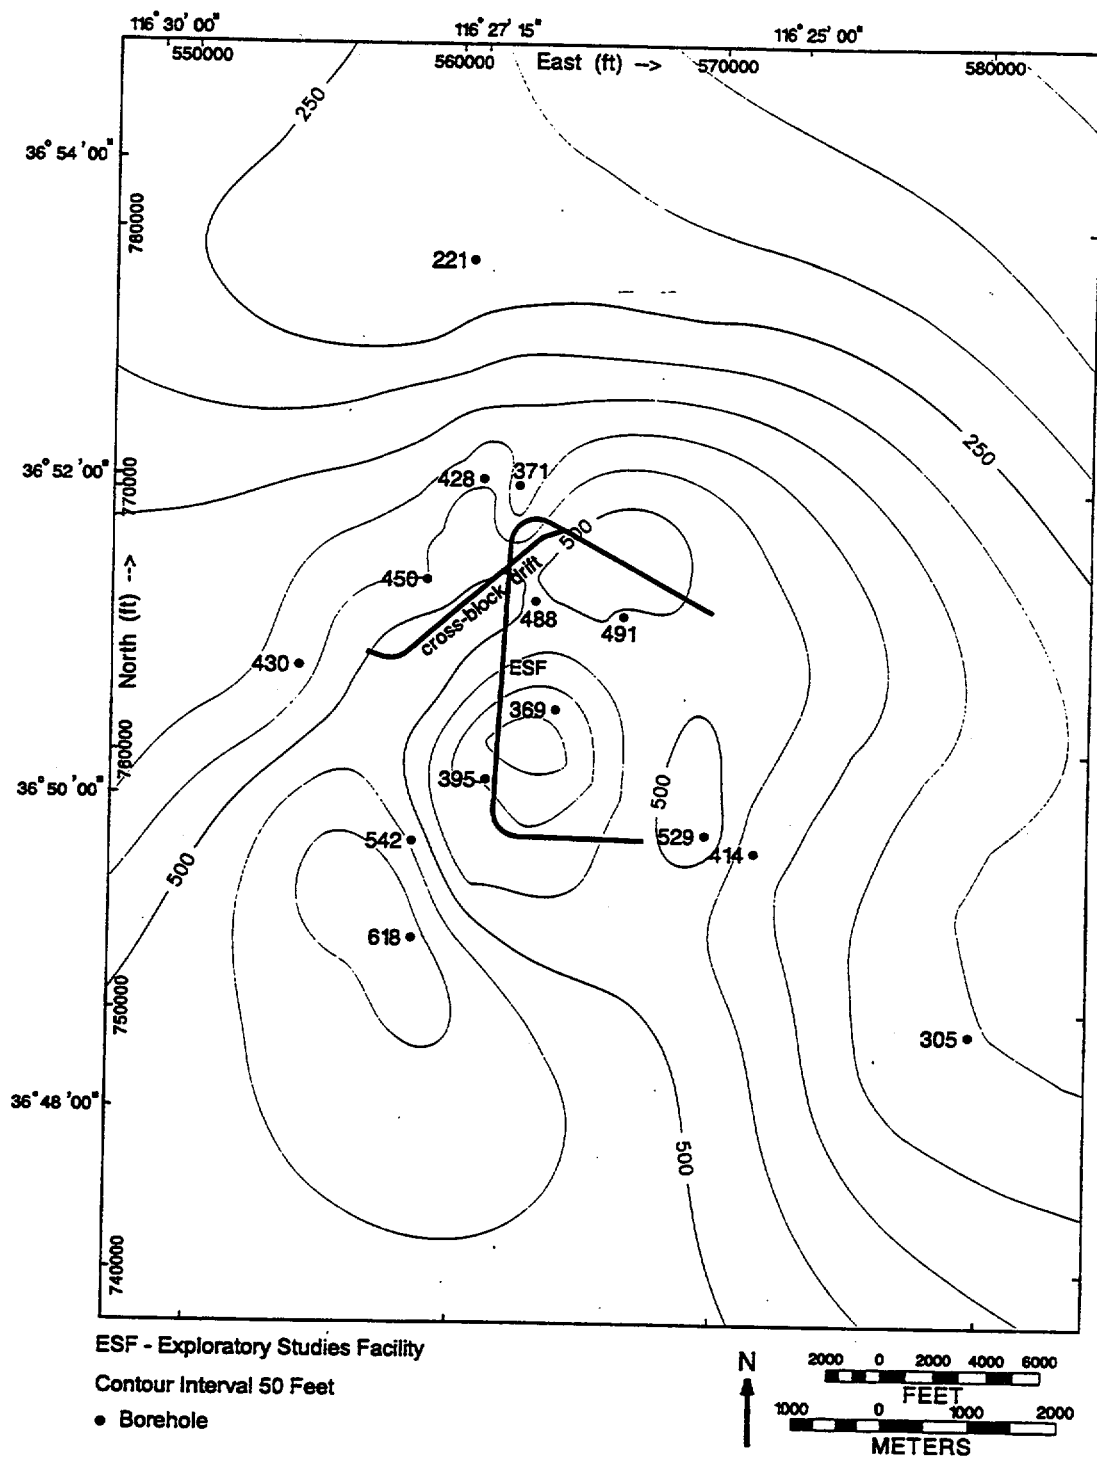 116° 30' 00"
116° 27' 15"
116° 25' 00"
550000
560000
East (ft) -->
570000
580000
250
36° 54' 00"
780000
221
250
36° 52' 00"
770000
428
371
500
450
cross-block drift
488
491
North (ft) -->
430
ESF
369
760000
395
36° 50' 00"
500
542
529
414
500
618
750000
305
36° 48' 00"
500
740000
ESF - Exploratory Studies Facility
Contour Interval 50 Feet
• Borehole
N
2000 0 2000 4000 6000
FEET
1000 0 1000 2000
METERS